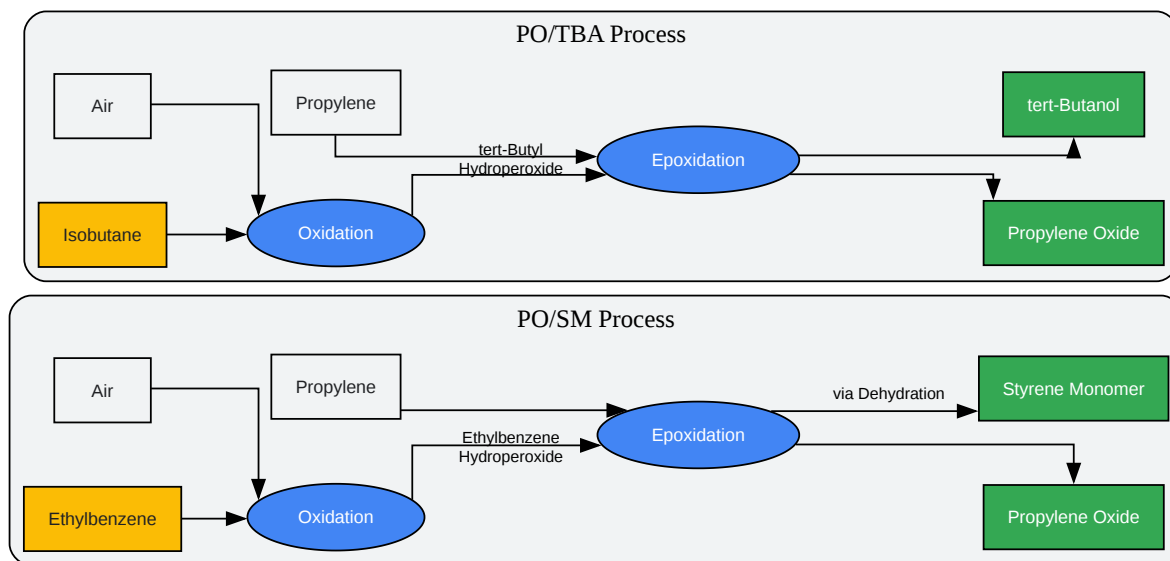 PO/TBA Process
Air
Propylene
tert-Butanol
tert-Butyl
Hydroperoxide
Epoxidation
Isobutane
Oxidation
Propylene Oxide
PO/SM Process
Air
Propylene
via Dehydration
Styrene Monomer
Ethylbenzene
Hydroperoxide
Epoxidation
Ethylbenzene
Oxidation
Propylene Oxide